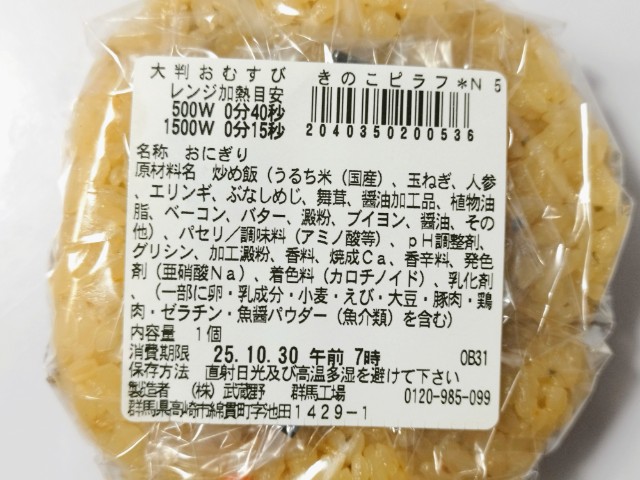 大判おむすび きのこピラフ*N 5
レンジ加熱目安
500W 0分40秒
1500W 0分15秒
2040350200536
名称 おにぎり
原材料名 炒め飯（うるち米（国産）、玉ねぎ、人参
、エリンギ、ぶなしめじ、舞茸、醤油加工品、植物油
脂、ベーコン、バター、澱粉、ブイヨン、醤油、その
他）、パセリ／調味料（アミノ酸等）、pH調整剤、
グリシン、加工澱粉、香料、焼成Ca、香辛料、発色
剤（亜硝酸Na）、着色料（カロチノイド）、乳化剤
、（一部に卵・乳成分・小麦・えび・大豆・豚肉・鶏
肉・ゼラチン・魚醤パウダー（魚介類）を含む）
内容量 1個
消費期限 25.10.30 午前 7時 0B31
保存方法 直射日光及び高温多湿を避けて下さい
製造者 （株）武蔵野 群馬工場 0120-985-099
群馬県高崎市綿貫町字池田1429-1